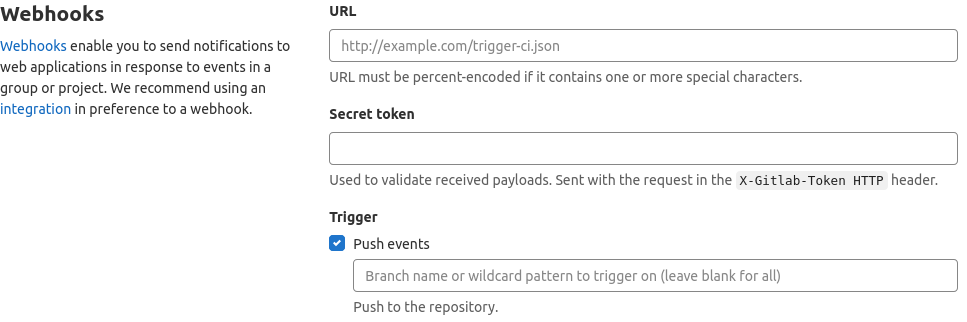 Webhooks
Webhooks enable you to send notifications to
web applications in response to events in a
group or project. We recommend using an
integration in preference to a webhook.
URL
http://example.com/trigger-ci.json
URL must be percent-encoded if it contains one or more special characters.
Secret token
Used to validate received payloads. Sent with the request in the X-Gitlab-Token HTTP header.
Trigger
Push events
Branch name or wildcard pattern to trigger on (leave blank for all)
Push to the repository.